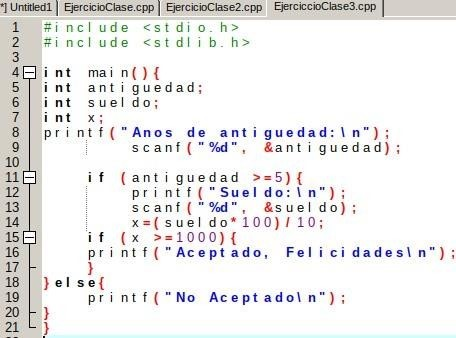 *] Untitled1 EjercicioClase.cpp EjercicioClase2.cpp EjerciccioClase3.cpp
1 #include <stdio.h>
2 #include <stdlib.h>
3
4 int main(){
5 int antiguedad;
6 int sueldo;
7 int x;
8 printf("Anos de antiguedad:\n");
9 scanf("%d", &antiguedad);
10
11 if (antiguedad >=5){
12 printf("Sueldo:\n");
13 scanf("%d", &sueldo);
14 x=(sueldo*100)/10;
15 if (x >=1000){
16 printf("Aceptado, Felicidades\n");
17 }
18 }else{
19 printf("No Aceptado\n");
20 }
21 }